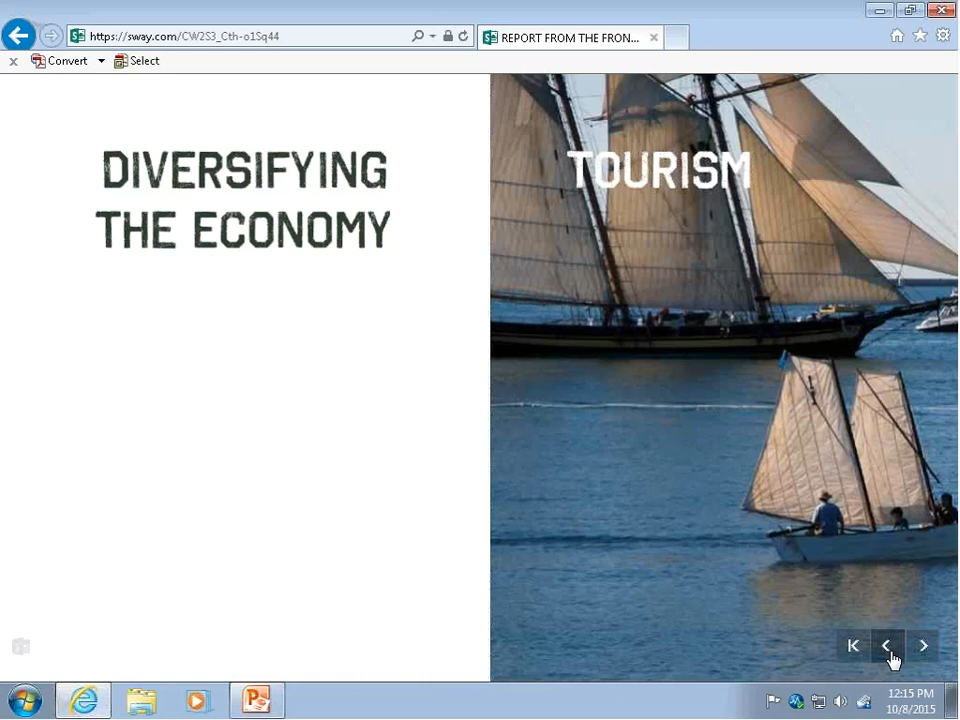 https://sway.com/CW2S3_Cth-o1Sq44
REPORT FROM THE FRON...
Convert
Select
DIVERSIFYING
THE ECONOMY
TOURISM
12:15 PM
10/8/2015